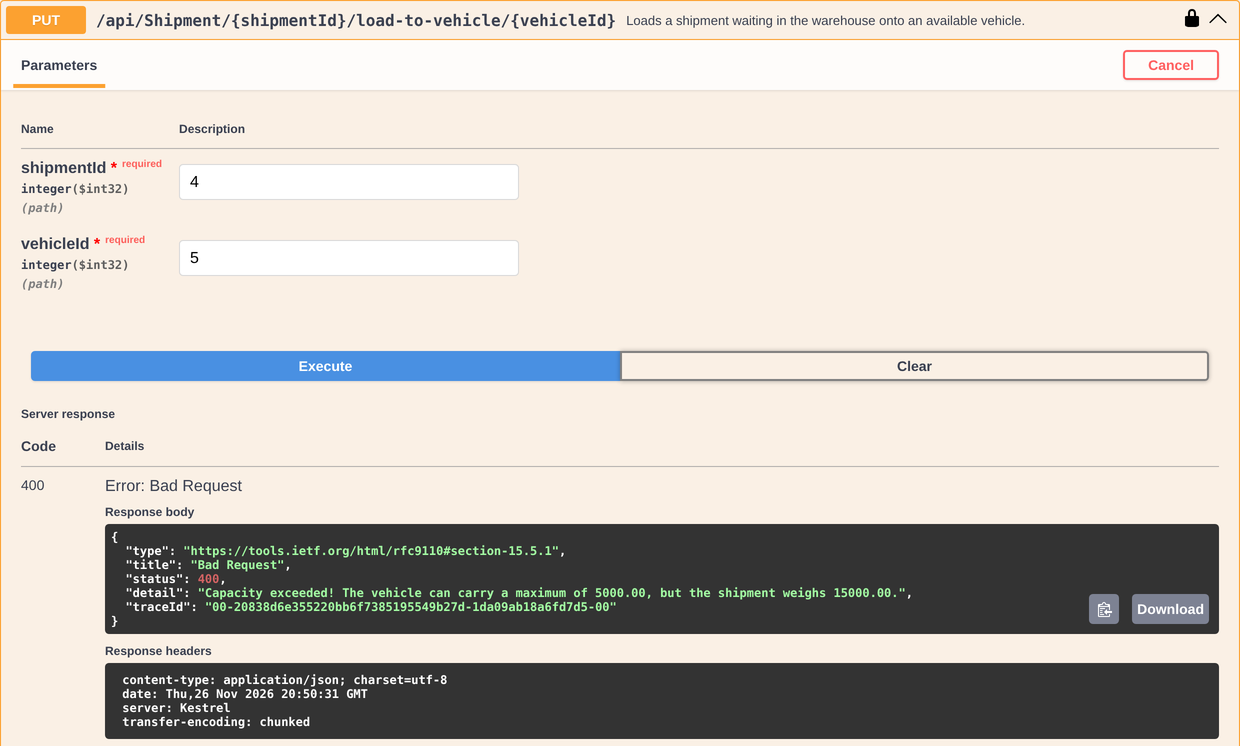 PUT /api/Shipment/{shipmentId}/load-to-vehicle/{vehicleId} Loads a shipment waiting in the warehouse onto an available vehicle.
Parameters Cancel
Name Description
shipmentId * required
integer($int32)
(path)
4
vehicleId * required
integer($int32)
(path)
5
Execute Clear
Server response
Code Details
400 Error: Bad Request
Response body
{
  "type": "https://tools.ietf.org/html/rfc9110#section-15.5.1",
  "title": "Bad Request",
  "status": 400,
  "detail": "Capacity exceeded! The vehicle can carry a maximum of 5000.00, but the shipment weighs 15000.00.",
  "traceId": "00-20838d6e355220bb6f7385195549b27d-1da09ab18a6fd7d5-00"
}
Download
Response headers
content-type: application/json; charset=utf-8
date: Thu,26 Nov 2026 20:50:31 GMT
server: Kestrel
transfer-encoding: chunked